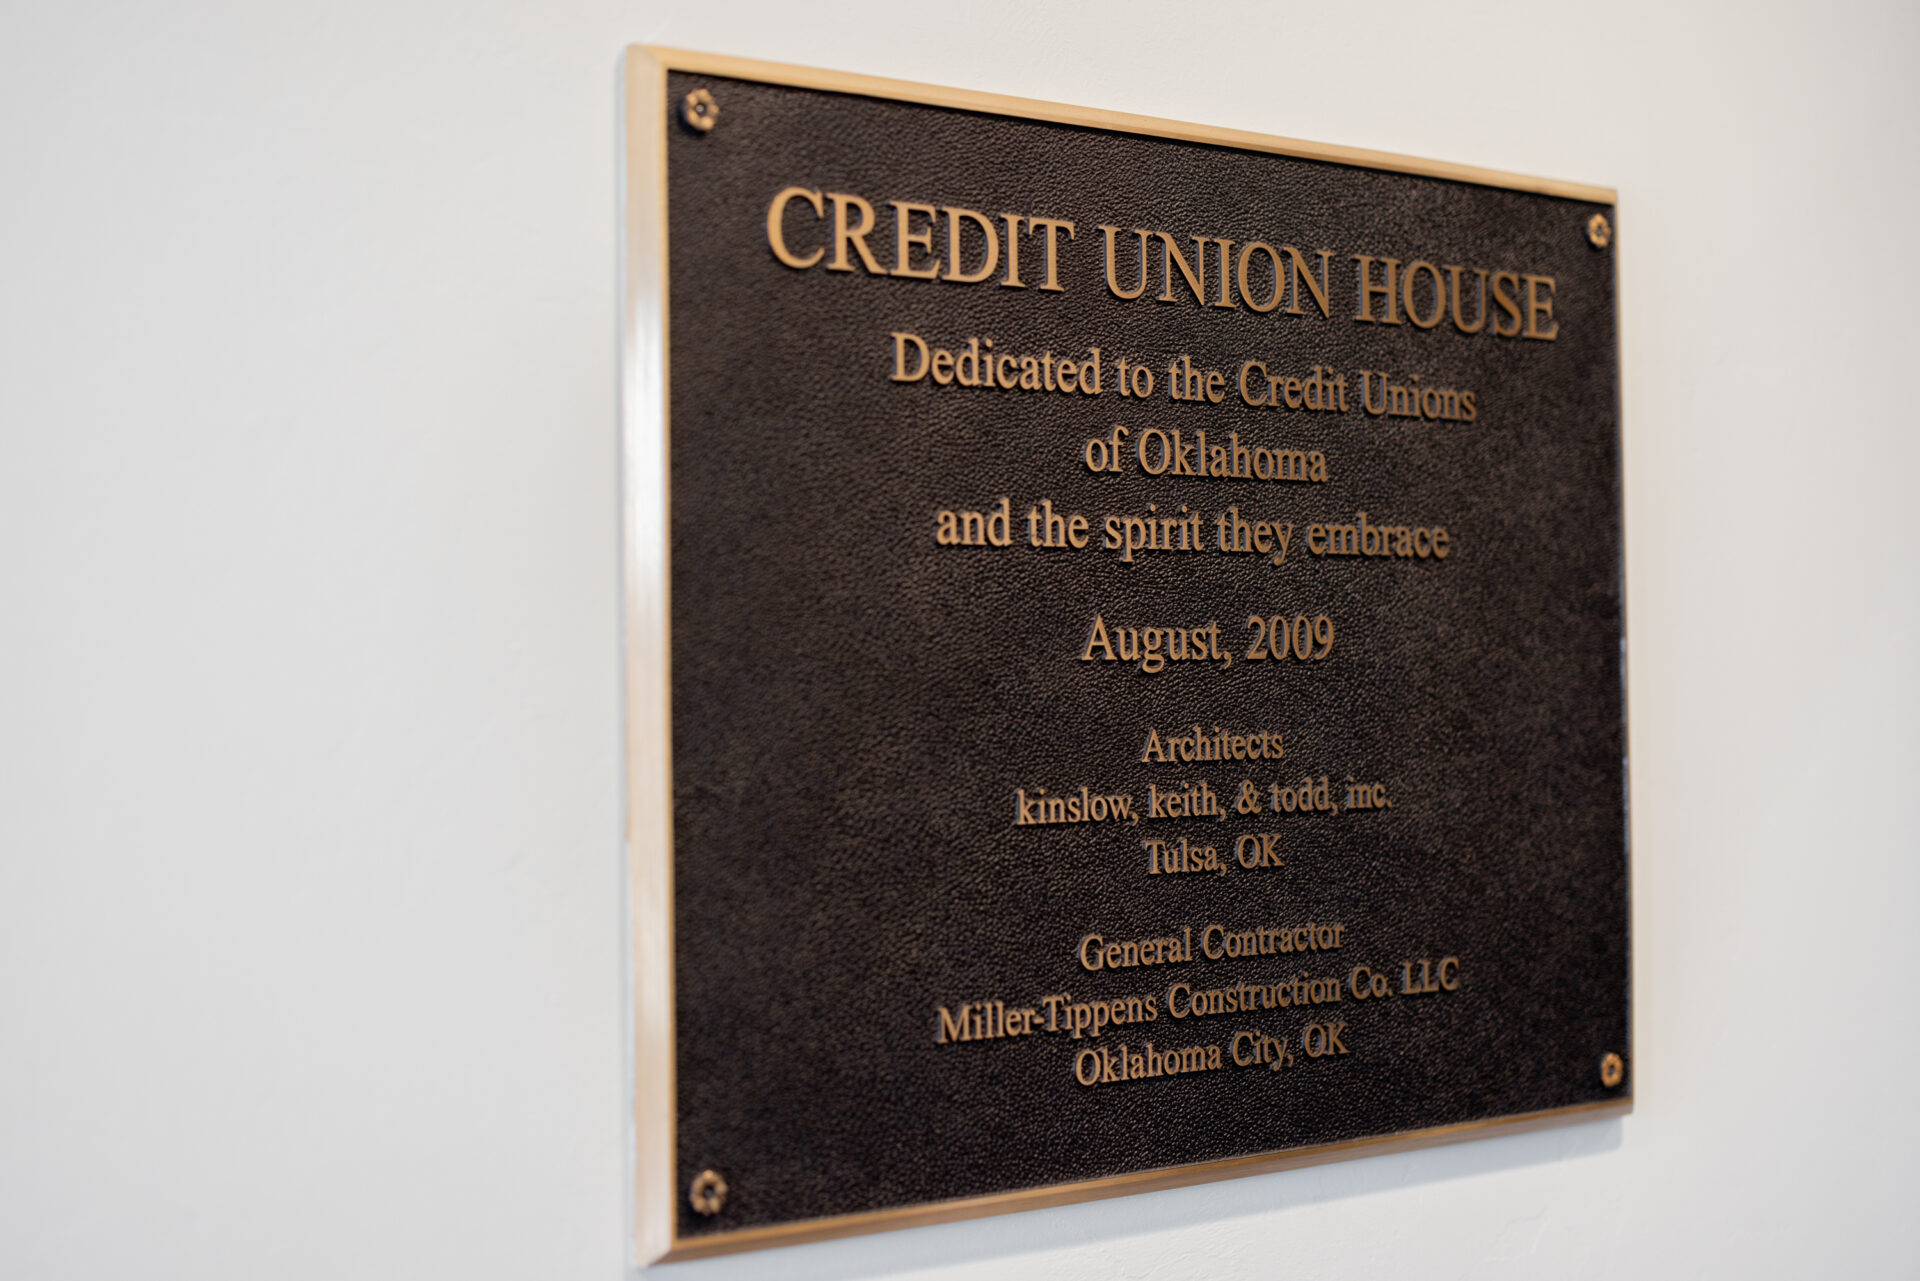 CREDIT UNION HOUSE
Dedicated to the Credit Unions
of Oklahoma
and the spirit they embrace
August, 2009
Architects
kinslow, keith, & todd, inc.
Tulsa, OK
General Contractor
Miller-Tippens Construction Co. LLC
Oklahoma City, OK